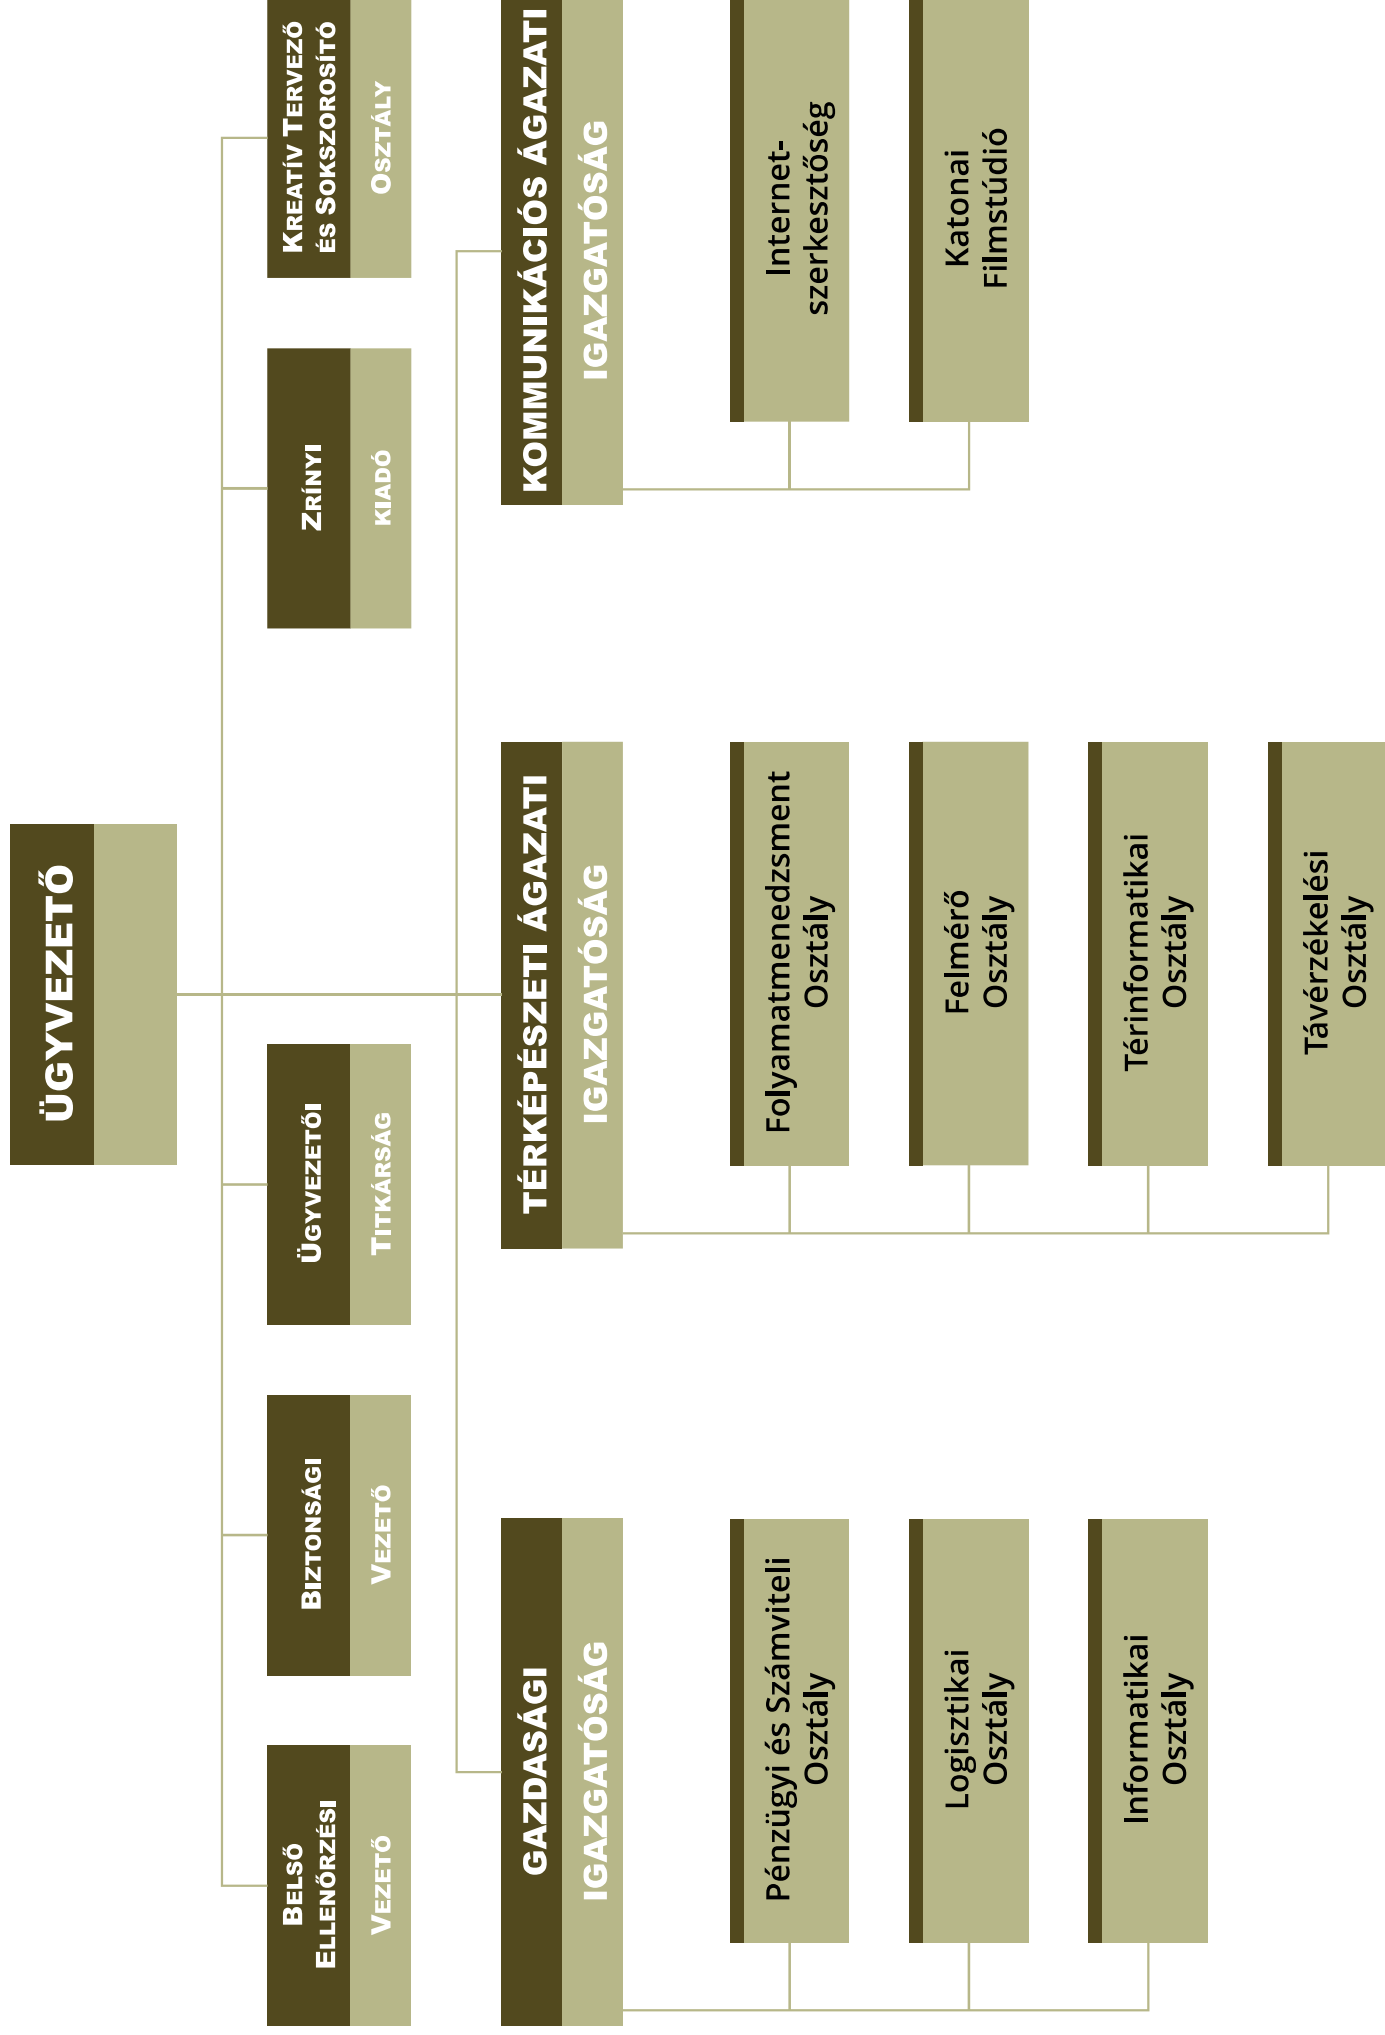 ÜGYVEZETŐ
BELSŐ
ELLENŐRZÉSI
VEZETŐ
BIZTONSÁGI
VEZETŐ
ÜGYVEZETŐI
TITKÁRSÁG
ZRÍNYI
KIADÓ
KREATÍV TERVEZŐ
ÉS SOKSZOROSÍTÓ
OSZTÁLY
GAZDASÁGI
IGAZGATÓSÁG
Pénzügyi és Számviteli
Osztály
Logisztikai
Osztály
Informatikai
Osztály
TÉRKÉPÉSZETI ÁGAZATI
IGAZGATÓSÁG
Folyamatmenedzsment
Osztály
Felmérő
Osztály
Térinformatikai
Osztály
Távérzékelési
Osztály
KOMMUNIKÁCIÓS ÁGAZATI
IGAZGATÓSÁG
Internet-
szerkesztőség
Katonai
Filmstúdió